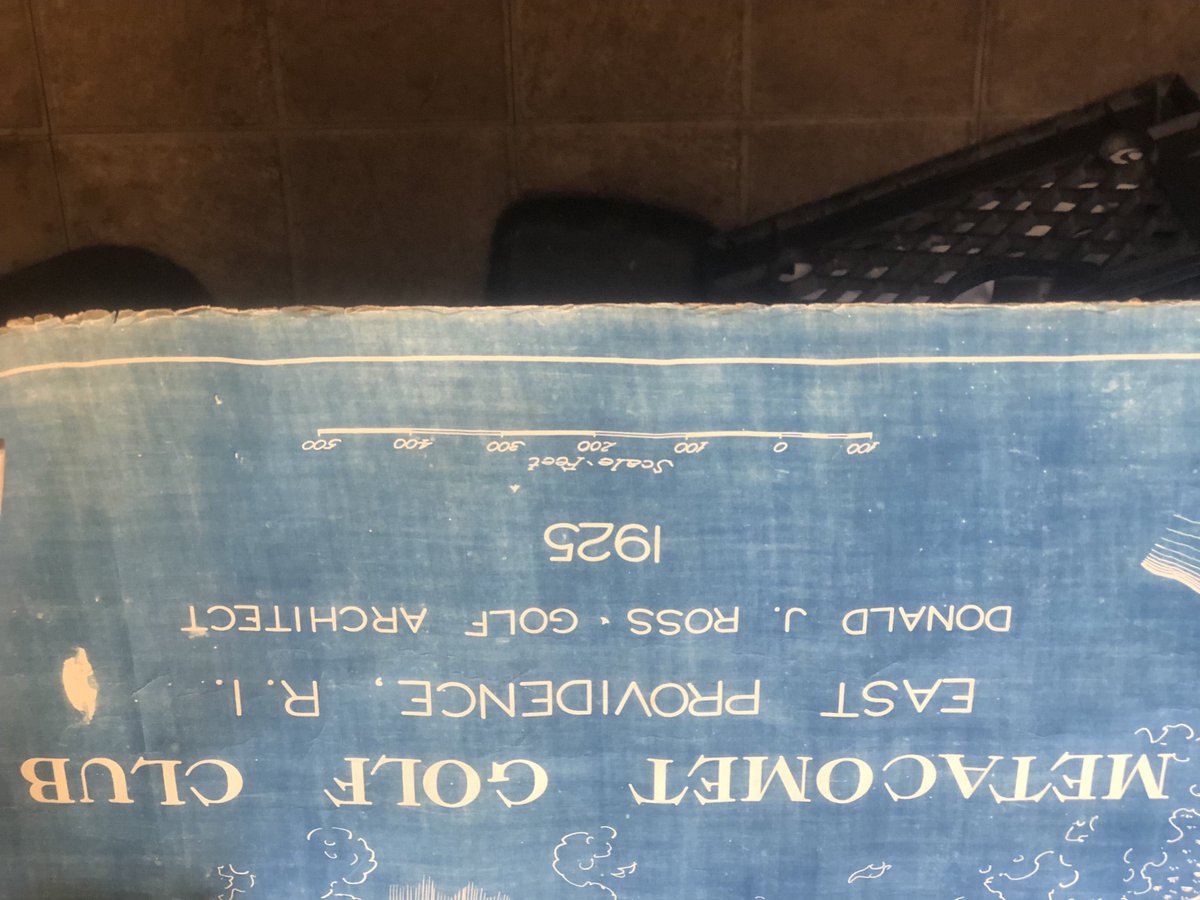 METACOMET GOLF CLUB
EAST PROVIDENCE, R. I.
DONALD J. ROSS · GOLF ARCHITECT
1925
Scale-Feet
100 0 100 200 300 400 500